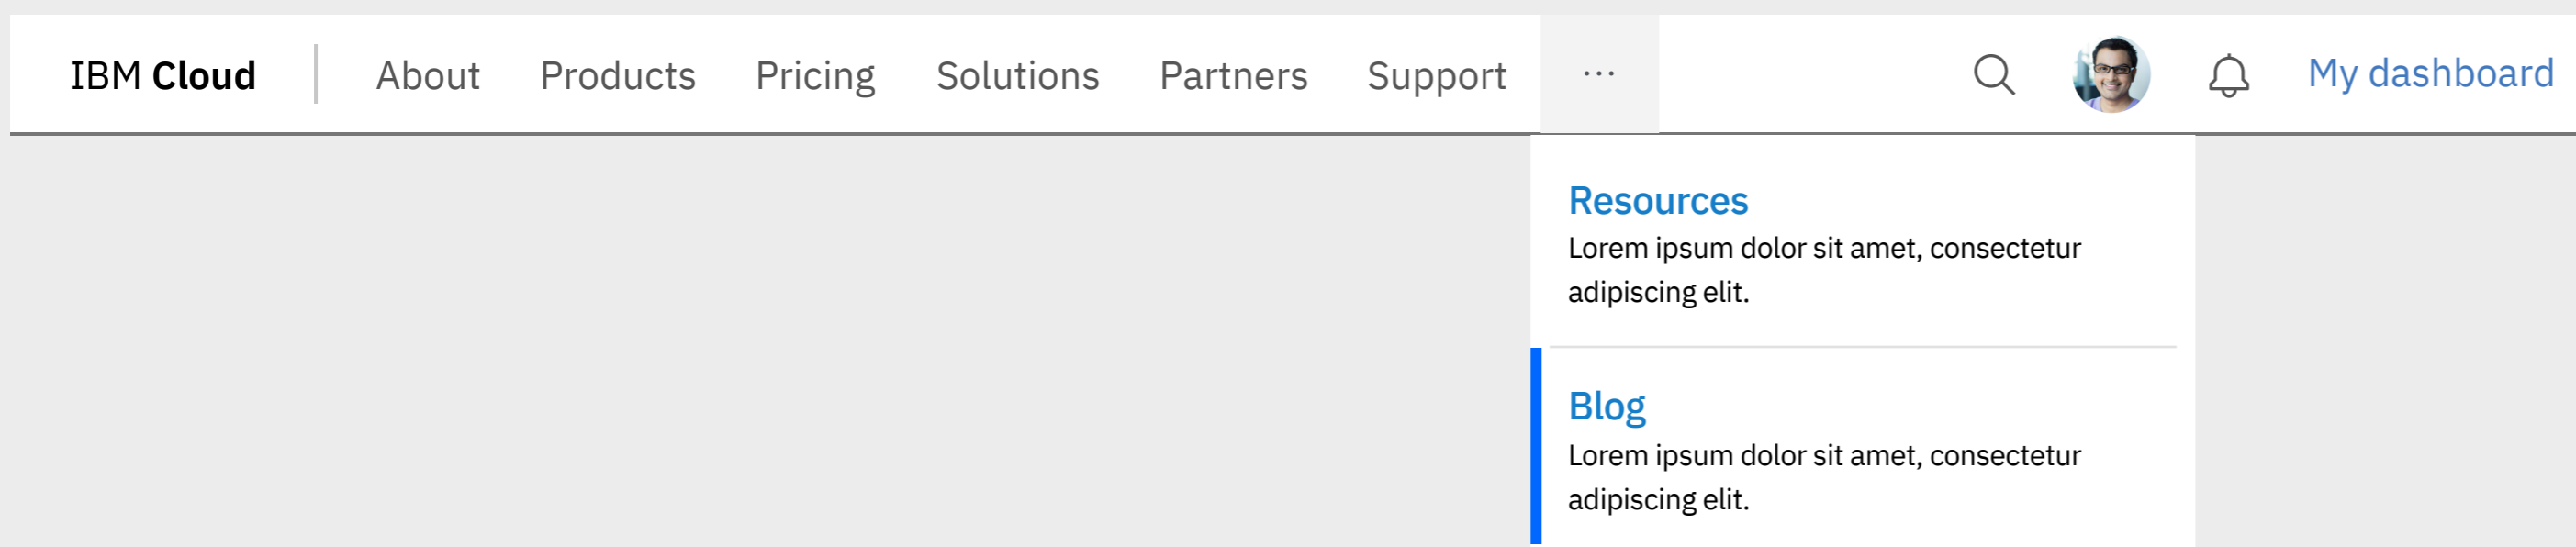 IBM Cloud About Products Pricing Solutions Partners Support ... My dashboard
Resources
Lorem ipsum dolor sit amet, consectetur
adipiscing elit.
Blog
Lorem ipsum dolor sit amet, consectetur
adipiscing elit.